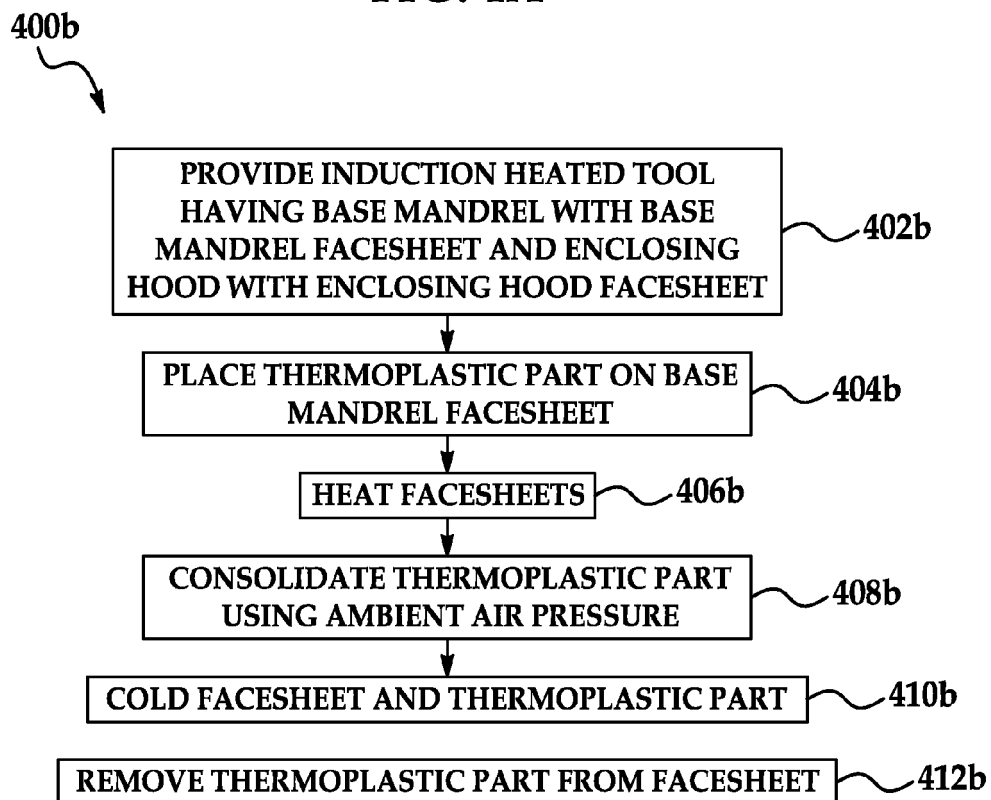 400b
PROVIDE INDUCTION HEATED TOOL
HAVING BASE MANDREL WITH BASE
MANDREL FACESHEET AND ENCLOSING
HOOD WITH ENCLOSING HOOD FACESHEET
402b
PLACE THERMOPLASTIC PART ON BASE
MANDREL FACESHEET
404b
HEAT FACESHEETS
406b
CONSOLIDATE THERMOPLASTIC PART
USING AMBIENT AIR PRESSURE
408b
COLD FACESHEET AND THERMOPLASTIC PART
410b
REMOVE THERMOPLASTIC PART FROM FACESHEET
412b